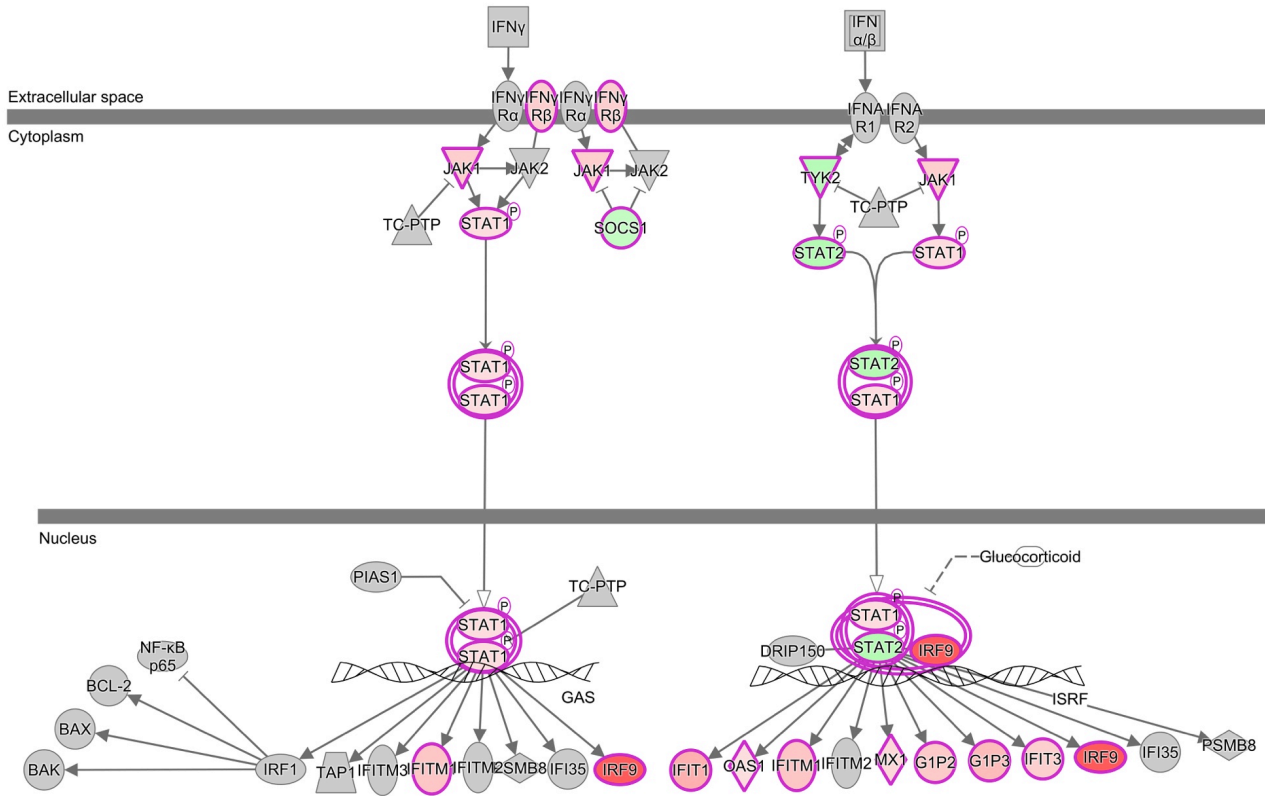 IFNγ
IFN
α/β
Extracellular space
IFNγ
Rα
IFNγ
Rβ
IFNγ
Rα
IFNγ
Rβ
IFNA
R1
IFNA
R2
Cytoplasm
JAK1
JAK2
JAK1
JAK2
TYK2
JAK1
TC-PTP
STAT1
P
SOCS1
TC-PTP
STAT2
P
STAT1
P
STAT1
P
STAT1
P
STAT2
P
STAT1
P
Nucleus
PIAS1
TC-PTP
Glucocorticoid
STAT1
P
STAT1
P
STAT1
P
STAT2
P
IRF9
DRIP150
NF-κB
p65
BCL-2
GAS
ISRF
BAX
BAK
IRF1
TAP1
IFITM3
IFITM1
IFITM2
SMB8
IFI35
IRF9
IFIT1
OAS1
IFITM1
IFITM2
MX1
G1P2
G1P3
IFIT3
IRF9
IFI35
PSMB8